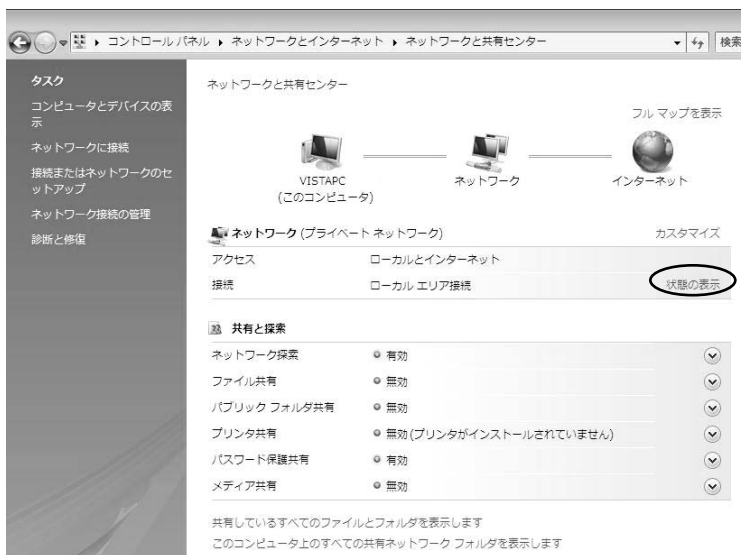 コントロール パネル ▸ ネットワークとインターネット ▸ ネットワークと共有センター
検索
タスク
コンピュータとデバイスの表
示
ネットワークに接続
接続またはネットワークのセ
ットアップ
ネットワーク接続の管理
診断と修復
ネットワークと共有センター
フル マップを表示
VISTAPC
(このコンピュータ)
ネットワーク
インターネット
ネットワーク (プライベート ネットワーク)
カスタマイズ
アクセス ローカルとインターネット
接続 ローカル エリア接続 状態の表示
共有と探索
ネットワーク探索 有効
ファイル共有 無効
パブリック フォルダ共有 無効
プリンタ共有 無効 (プリンタがインストールされていません)
パスワード保護共有 有効
メディア共有 無効
共有しているすべてのファイルとフォルダを表示します
このコンピュータ上のすべての共有ネットワーク フォルダを表示します